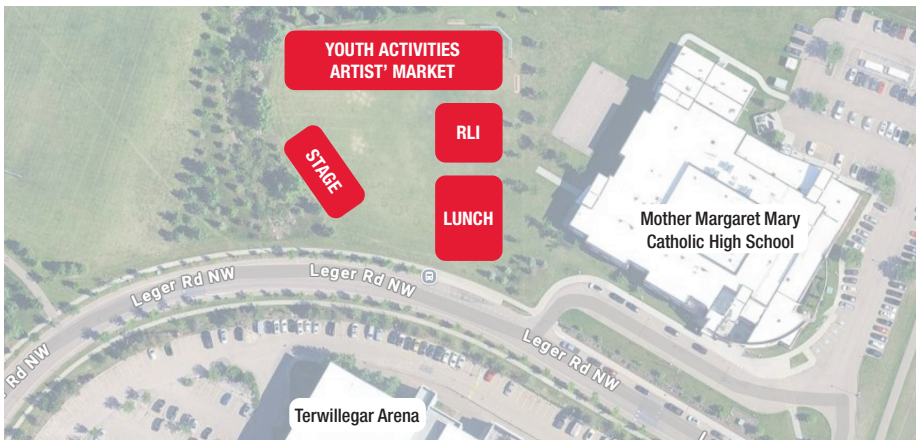 YOUTH ACTIVITIES
ARTIST’ MARKET
RLI
STAGE
LUNCH
Mother Margaret Mary
Catholic High School
Leger Rd NW
Leger Rd NW
Rd NW
Leger Rd NW
Terwillegar Arena